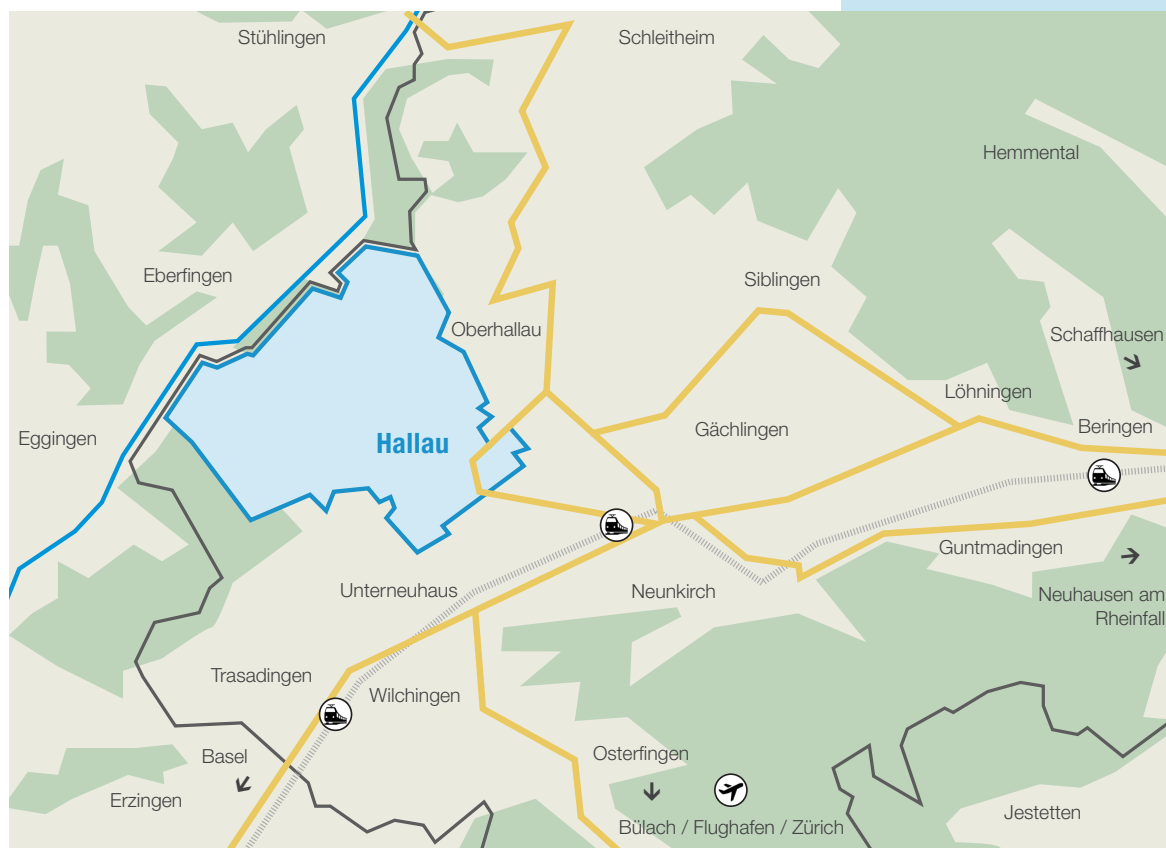 Stühlingen
Schleitheim
Hemmental
Eberfingen
Siblingen
Oberhallau
Schaffhausen
Löhningen
Eggingen
Hallau
Gächlingen
Beringen
Guntmadingen
Unterneuhaus
Neunkirch
Neuhausen am
Rheinfall
Trasadingen
Wilchingen
Basel
Osterfingen
Erzingen
Bülach / Flughafen / Zürich
Jestetten